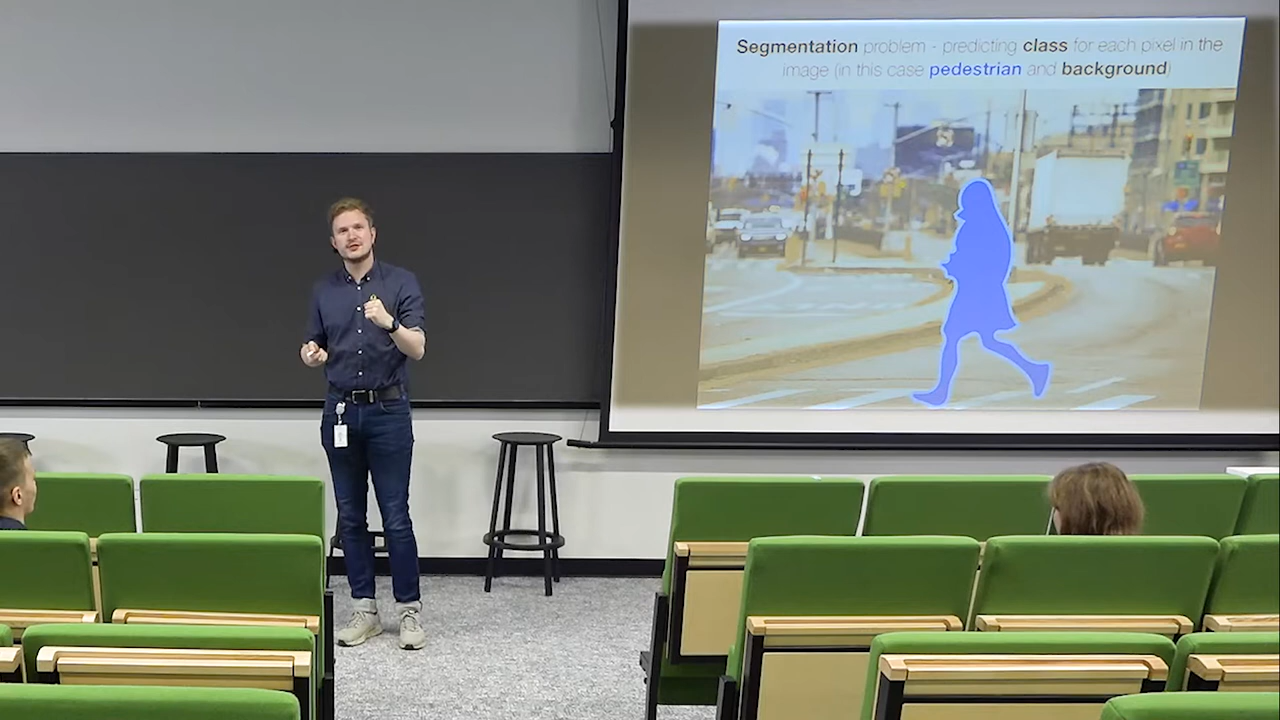 Segmentation problem - predicting class for each pixel in the
image (in this case pedestrian and background)